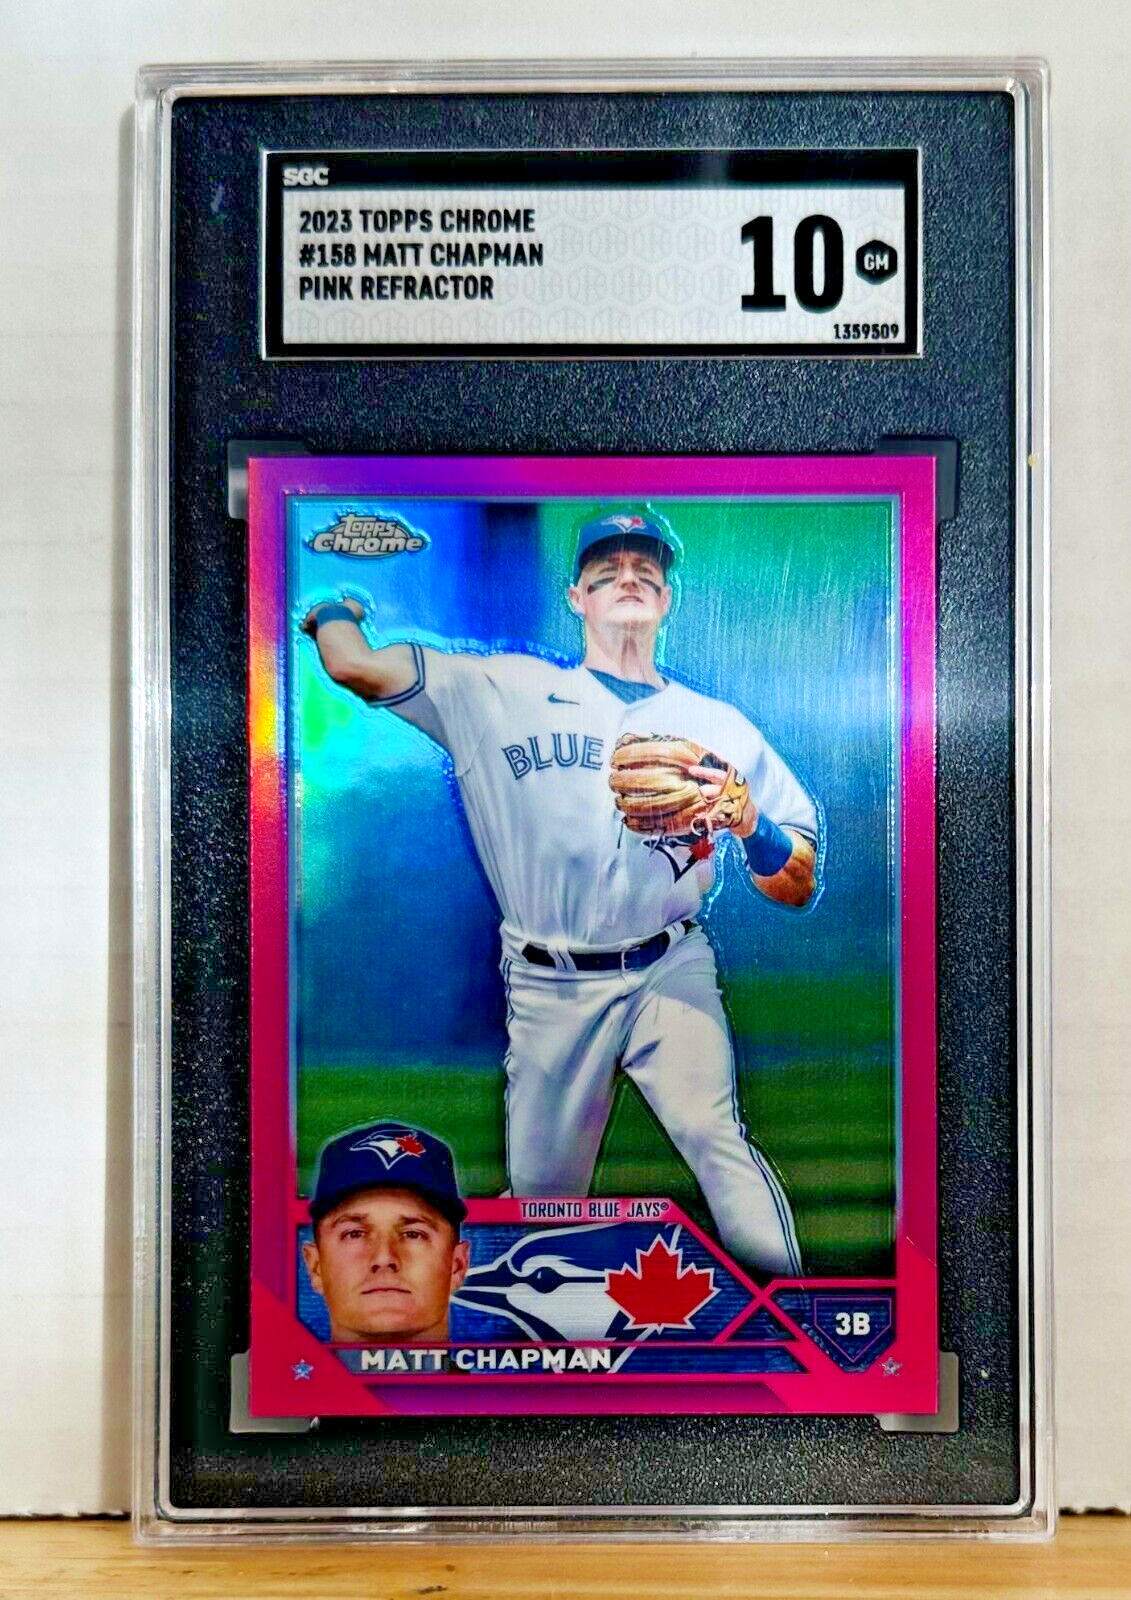 SGC
2023 TOPPS CHROME
#158 MATT CHAPMAN
PINK REFRACTOR
10 GM
1359509
Topps
Chrome
BLUE
TORONTO BLUE JAYS®
3B
MATT CHAPMAN